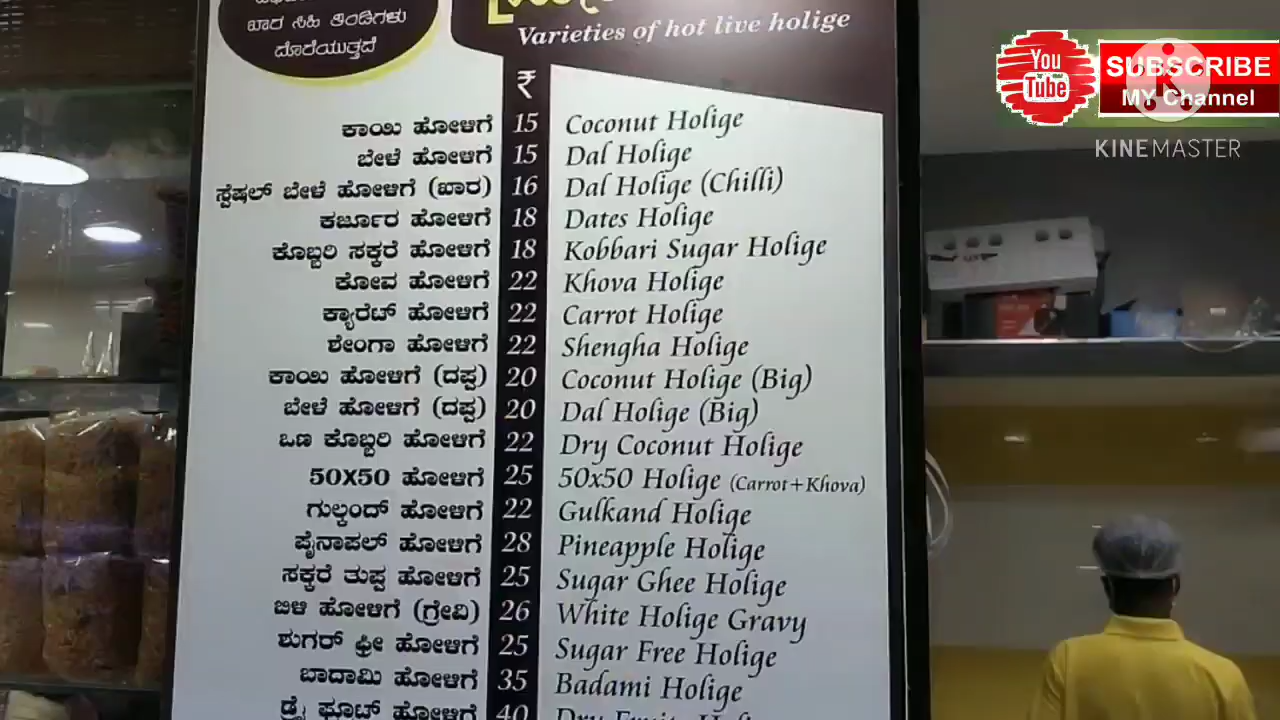 ಖಾರ ಸಿಹಿ ತಿಂಡಿಗಳು
ದೊರೆಯುತ್ತದೆ
Varieties of hot live holige
₹
ಕಾಯಿ ಹೋಳಿಗೆ 15 Coconut Holige
ಬೇಳೆ ಹೋಳಿಗೆ 15 Dal Holige
ಸ್ಪೆಷಲ್ ಬೇಳೆ ಹೋಳಿಗೆ (ಖಾರ) 16 Dal Holige (Chilli)
ಕರ್ಜೂರ ಹೋಳಿಗೆ 18 Dates Holige
ಕೊಬ್ಬರಿ ಸಕ್ಕರೆ ಹೋಳಿಗೆ 18 Kobbari Sugar Holige
ಕೋವ ಹೋಳಿಗೆ 22 Khova Holige
ಕ್ಯಾರೆಟ್ ಹೋಳಿಗೆ 22 Carrot Holige
ಶೇಂಗಾ ಹೋಳಿಗೆ 22 Shengha Holige
ಕಾಯಿ ಹೋಳಿಗೆ (ದಪ್ಪ) 20 Coconut Holige (Big)
ಬೇಳೆ ಹೋಳಿಗೆ (ದಪ್ಪ) 20 Dal Holige (Big)
ಒಣ ಕೊಬ್ಬರಿ ಹೋಳಿಗೆ 22 Dry Coconut Holige
50X50 ಹೋಳಿಗೆ 25 50x50 Holige (Carrot+Khova)
ಗುಲ್ಕಂದ್ ಹೋಳಿಗೆ 22 Gulkand Holige
ಪೈನಾಪಲ್ ಹೋಳಿಗೆ 28 Pineapple Holige
ಸಕ್ಕರೆ ತುಪ್ಪ ಹೋಳಿಗೆ 25 Sugar Ghee Holige
ಬಿಳಿ ಹೋಳಿಗೆ (ಗ್ರೇವಿ) 26 White Holige Gravy
ಶುಗರ್ ಫ್ರೀ ಹೋಳಿಗೆ 25 Sugar Free Holige
ಬಾದಾಮಿ ಹೋಳಿಗೆ 35 Badami Holige
ಡ್ರೈ ಫ್ರೂಟ್ ಹೋಳಿಗೆ 40
You
Tube
SUBSCRIBE
MY Channel
KINEMASTER